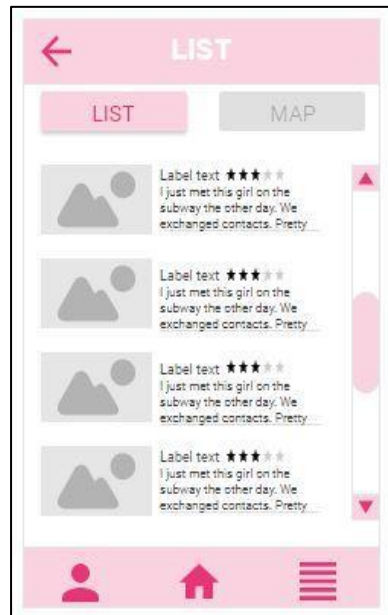 LIST
LIST MAP
Label text
I just met this girl on the
subway the other day. We
exchanged contacts. Pretty
Label text
I just met this girl on the
subway the other day. We
exchanged contacts. Pretty
Label text
I just met this girl on the
subway the other day. We
exchanged contacts. Pretty
Label text
I just met this girl on the
subway the other day. We
exchanged contacts. Pretty